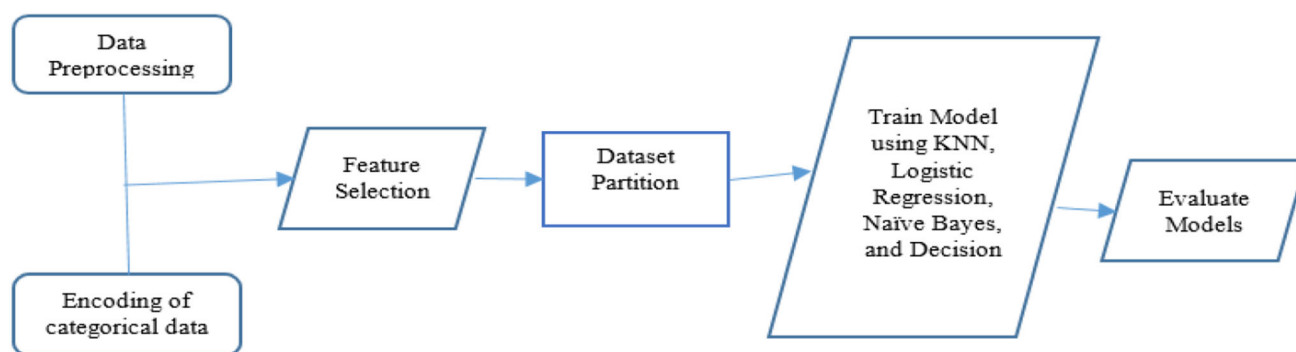 Data
Preprocessing
Encoding of
categorical data
Feature
Selection
Dataset
Partition
Train Model
using KNN,
Logistic
Regression,
Naïve Bayes,
and Decision
Evaluate
Models